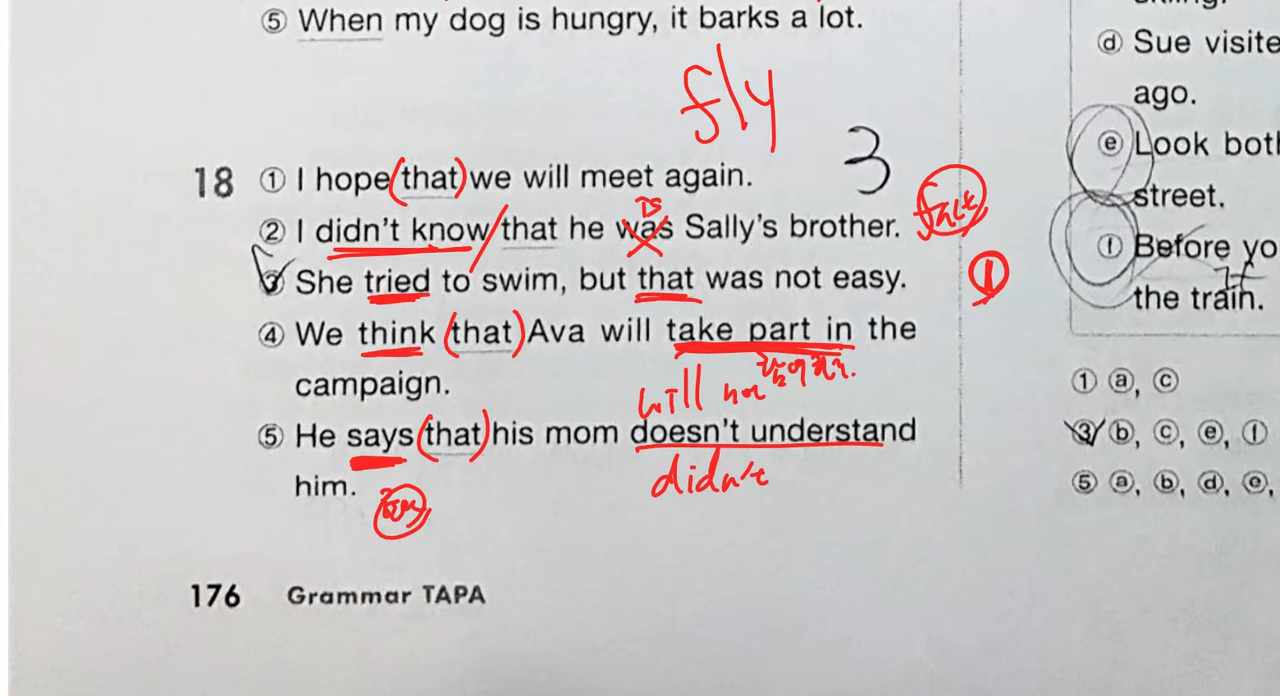 ⑤ When my dog is hungry, it barks a lot.
fly
3
18 ① I hope (that) we will meet again.
is
② I didn't know / that he was Sally's brother.
③ She tried to swim, but that was not easy.
①
④ We think (that) Ava will take part in the
campaign.
will
⑤ He says (that) his mom doesn't understand
didn't
him.
176 Grammar TAPA
ⓓ Sue visite
ago.
ⓔ Look both
street.
ⓕ Before yo
the train.
① ⓐ, ⓒ
③ ⓑ, ⓒ, ⓔ, ⓕ
⑤ ⓐ, ⓑ, ⓓ, ⓔ,